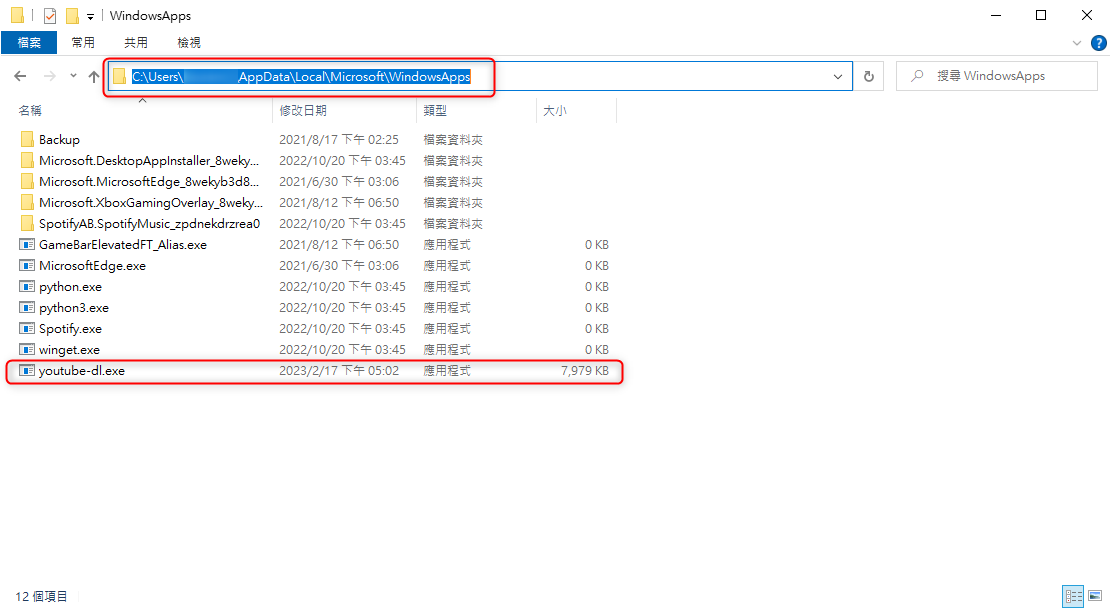 WindowsApps
檔案 常用 共用 檢視
C:\Users\ AppData\Local\Microsoft\WindowsApps 搜尋 WindowsApps
名稱 修改日期 類型 大小
Backup 2021/8/17 下午 02:25 檔案資料夾
Microsoft.DesktopAppInstaller_8weky... 2022/10/20 下午 03:45 檔案資料夾
Microsoft.MicrosoftEdge_8wekyb3d8... 2021/6/30 下午 03:06 檔案資料夾
Microsoft.XboxGamingOverlay_8weky... 2021/8/12 下午 06:50 檔案資料夾
SpotifyAB.SpotifyMusic_zpdnekdrzrea0 2022/10/20 下午 03:45 檔案資料夾
GameBarElevatedFT_Alias.exe 2021/8/12 下午 06:50 應用程式 0 KB
MicrosoftEdge.exe 2021/6/30 下午 03:06 應用程式 0 KB
python.exe 2022/10/20 下午 03:45 應用程式 0 KB
python3.exe 2022/10/20 下午 03:45 應用程式 0 KB
Spotify.exe 2022/10/20 下午 03:45 應用程式 0 KB
winget.exe 2022/10/20 下午 03:45 應用程式 0 KB
youtube-dl.exe 2023/2/17 下午 05:02 應用程式 7,979 KB
12 個項目